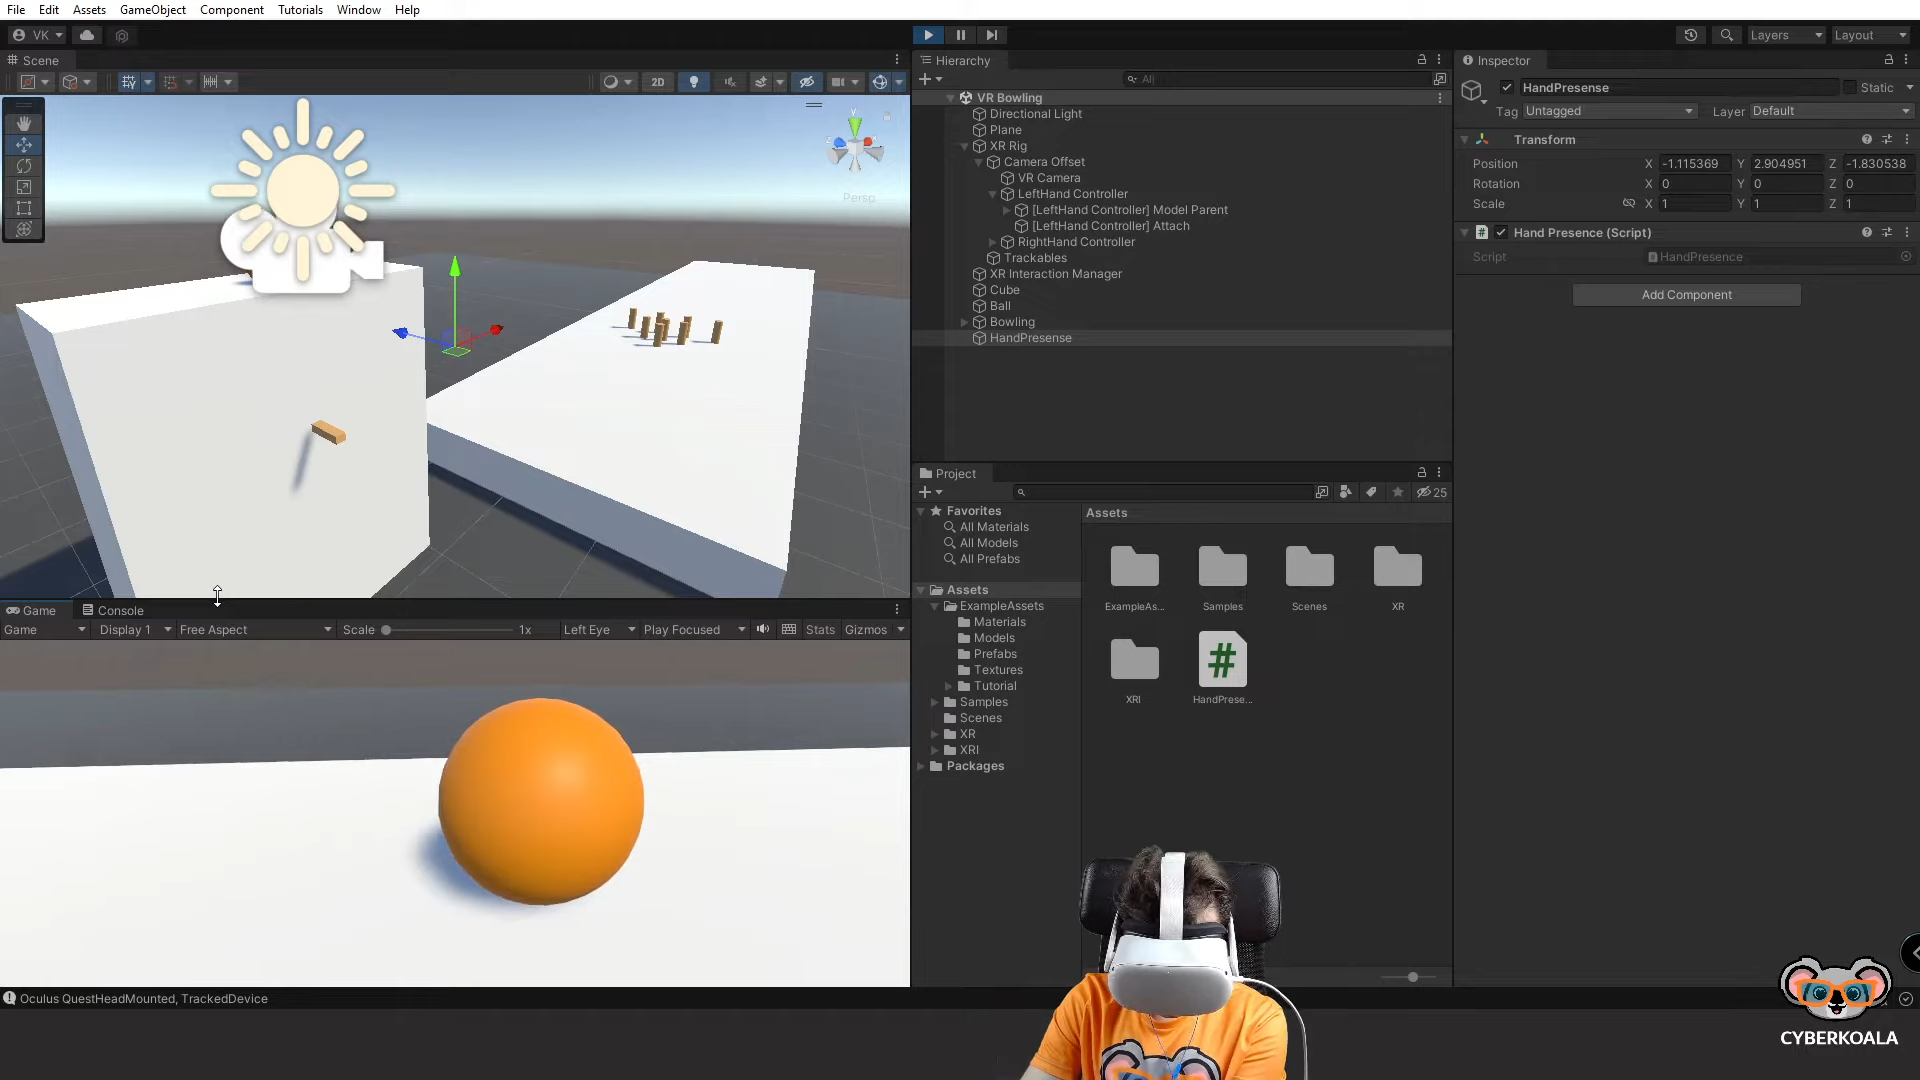 File Edit Assets GameObject Component Tutorials Window Help
VK
Layers
Layout
Scene
2D
Y
Persp
Hierarchy
All
VR Bowling
Directional Light
Plane
XR Rig
Camera Offset
VR Camera
LeftHand Controller
[LeftHand Controller] Model Parent
[LeftHand Controller] Attach
RightHand Controller
Trackables
XR Interaction Manager
Cube
Ball
Bowling
HandPresense
Inspector
HandPresense
Static
Tag Untagged Layer Default
Transform
Position X -1.115369 Y 2.904951 Z -1.830538
Rotation X 0 Y 0 Z 0
Scale X 1 Y 1 Z 1
# Hand Presence (Script)
Script HandPresence
Add Component
Project
25
Favorites
All Materials
All Models
All Prefabs
Assets
ExampleAssets
Materials
Models
Prefabs
Textures
Tutorial
Samples
Scenes
XR
XRI
Packages
Assets
ExampleAs...
Samples
Scenes
XR
XRI
#
HandPrese...
Game Console
Game Display 1 Free Aspect Scale 1x Left Eye Play Focused Stats Gizmos
Oculus QuestHeadMounted, TrackedDevice
CYBERKOALA